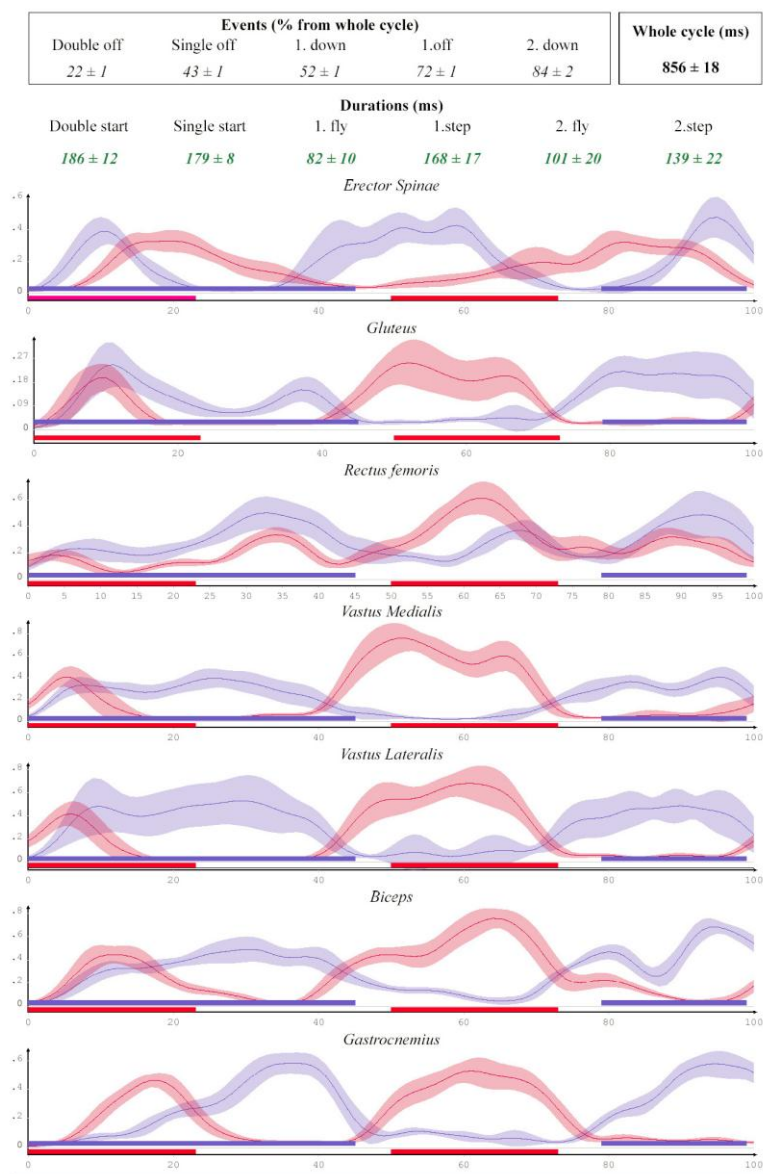 Events (% from whole cycle)
Double off Single off 1. down 1.off 2. down
22 ± 1 43 ± 1 52 ± 1 72 ± 1 84 ± 2
Whole cycle (ms)
856 ± 18
Durations (ms)
Double start Single start 1. fly 1.step 2. fly 2.step
186 ± 12 179 ± 8 82 ± 10 168 ± 17 101 ± 20 139 ± 22
Erector Spinae
.6
.4
.2
0
0 20 40 60 80 100
Gluteus
.27
.18
.09
0
0 20 40 60 80 100
Rectus femoris
.6
.4
.2
0
0 5 10 15 20 25 30 35 40 45 50 55 60 65 70 75 80 85 90 95 100
Vastus Medialis
.8
.6
.4
.2
0
0 20 40 60 80 100
Vastus Lateralis
.8
.6
.4
.2
0
0 20 40 60 80 100
Biceps
.8
.6
.4
.2
0
0 20 40 60 80 100
Gastrocnemius
.6
.4
.2
0
0 20 40 60 80 100